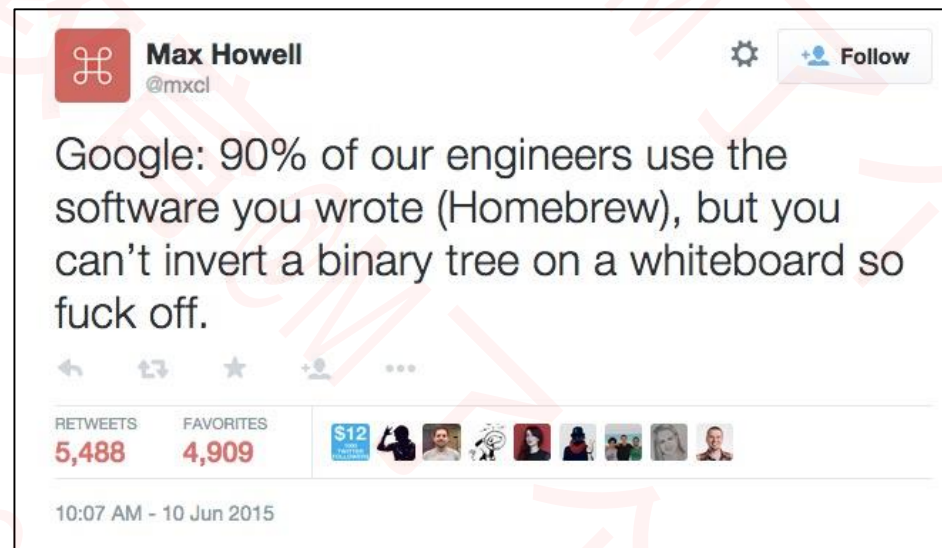 Max Howell
@mxcl
Follow
Google: 90% of our engineers use the
software you wrote (Homebrew), but you
can't invert a binary tree on a whiteboard so
fuck off.
RETWEETS FAVORITES
5,488 4,909
$12
10:07 AM - 10 Jun 2015